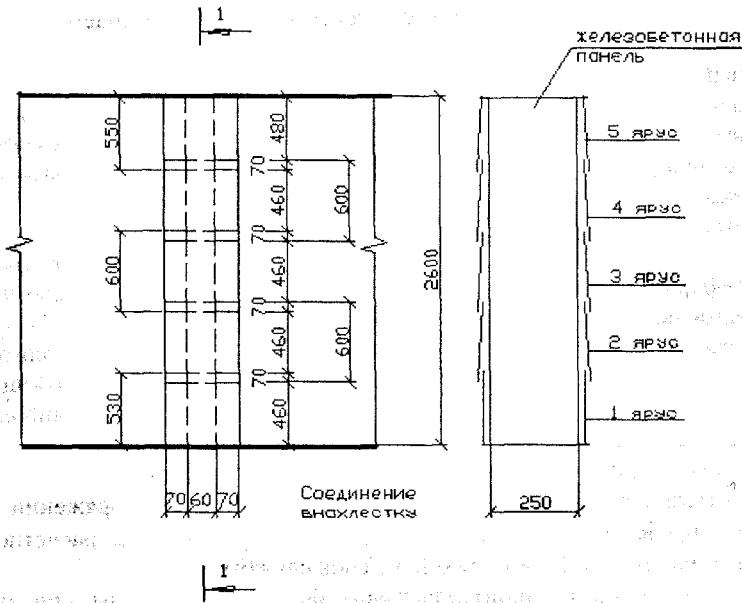 1
железобетонная
панель
550
480
5 ярус
70
460
600
4 ярус
70
600
460
2600
3 ярус
70
460
600
2 ярус
70
530
460
1 ярус
70 60 70
Соединение
внахлестку
250
1